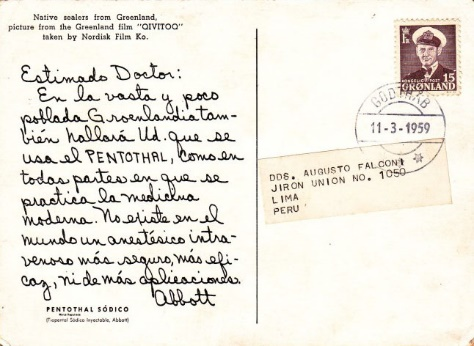 Native sealers from Greenland,
picture from the Greenland film "QIVITOQ"
taken by Nordisk Film Ko.
Estimado Doctor:
En la vasta y poco
poblada Groenlandia tam-
bién hallará Ud. que se
usa el PENTOTHAL, como en
todas partes en que se
practica la medicina
moderna. No existe en el
mundo un anestésico intra-
venoso más seguro, más efi-
caz, ni de más aplicaciones.
Abbott
PENTOTHAL SÓDICO
(Tiopental Sódico Inyectable, Abbott)
15
GRØNLAND
GODTHÅB
11-3-1959
DDS. AUGUSTO FALCONI
JIRON UNION NO. 1050
LIMA
PERU